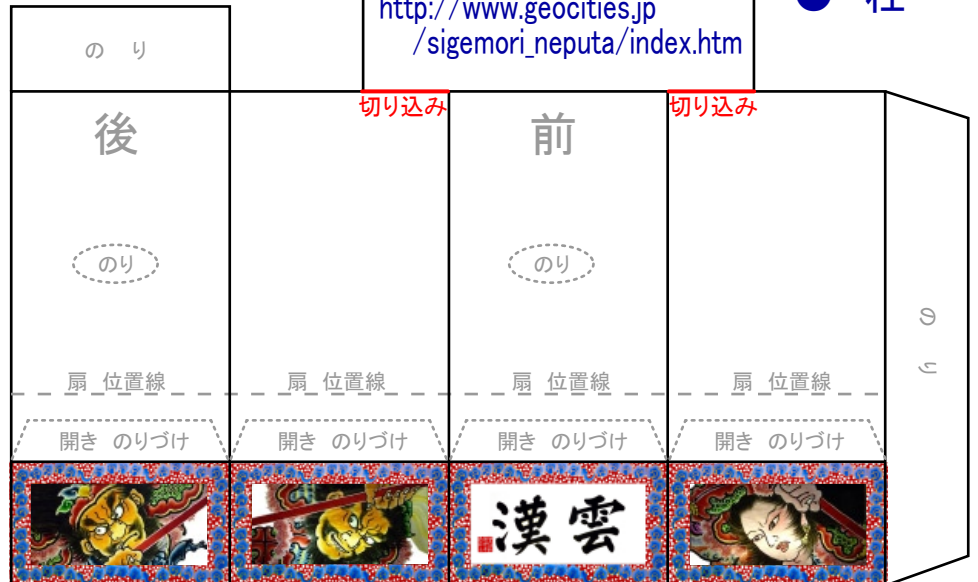 http://www.geocities.jp
/sigemori_neputa/index.htm
● 柱
の り
切り込み
切り込み
後
前
のり
のり
の り
扇 位置線
扇 位置線
扇 位置線
扇 位置線
開き のりづけ
開き のりづけ
開き のりづけ
開き のりづけ
漢雲